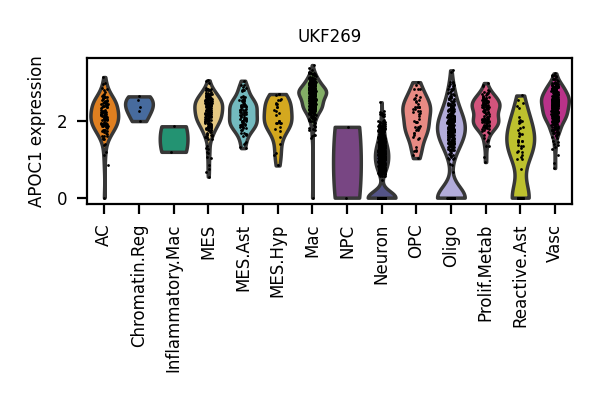 UKF269
APOC1 expression
2
0
AC
Chromatin.Reg
Inflammatory.Mac
MES
MES.Ast
MES.Hyp
Mac
NPC
Neuron
OPC
Oligo
Prolif.Metab
Reactive.Ast
Vasc